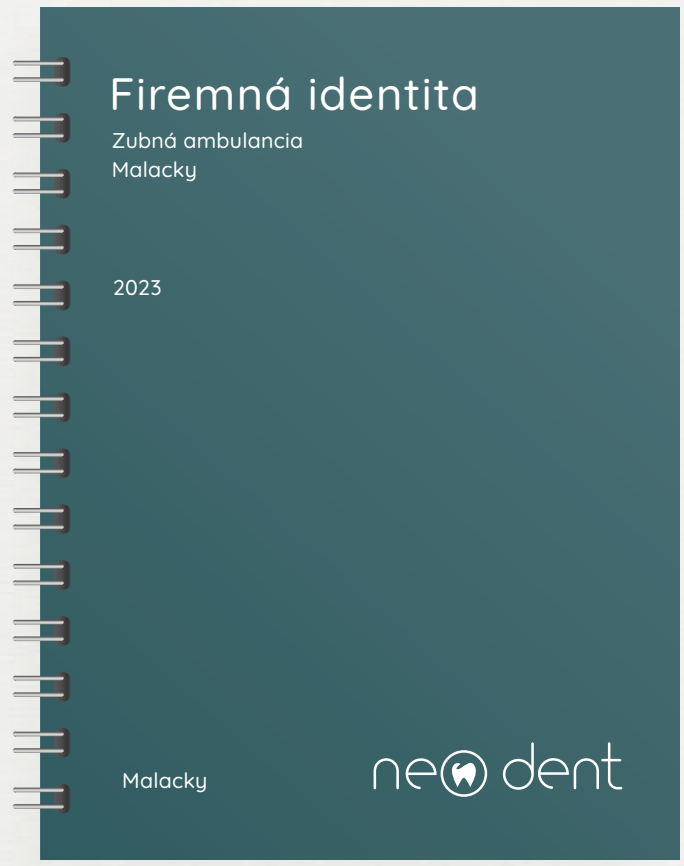 Firemná identita
Zubná ambulancia
Malacky
2023
Malacky
neo dent